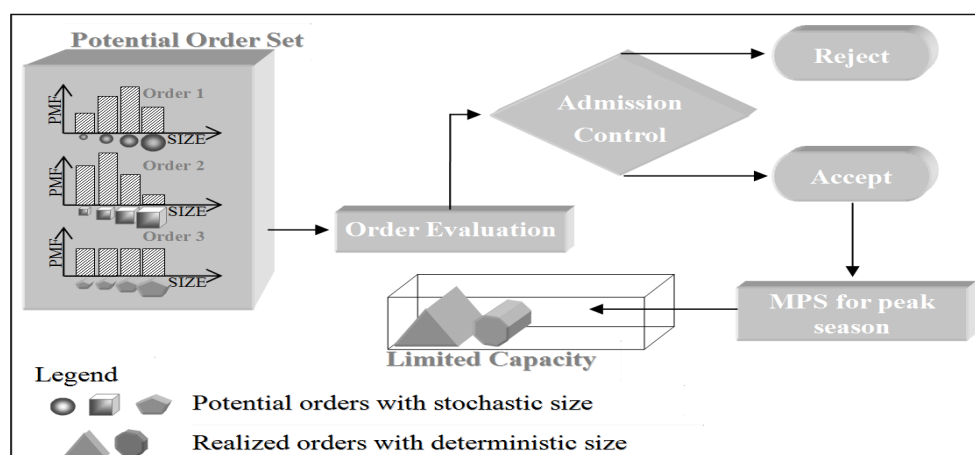 Potential Order Set
Order 1
PMF
SIZE
Order 2
PMF
SIZE
Order 3
PMF
SIZE
Order Evaluation
Admission
Control
Reject
Accept
MPS for peak
season
Limited Capacity
Legend
Potential orders with stochastic size
Realized orders with deterministic size